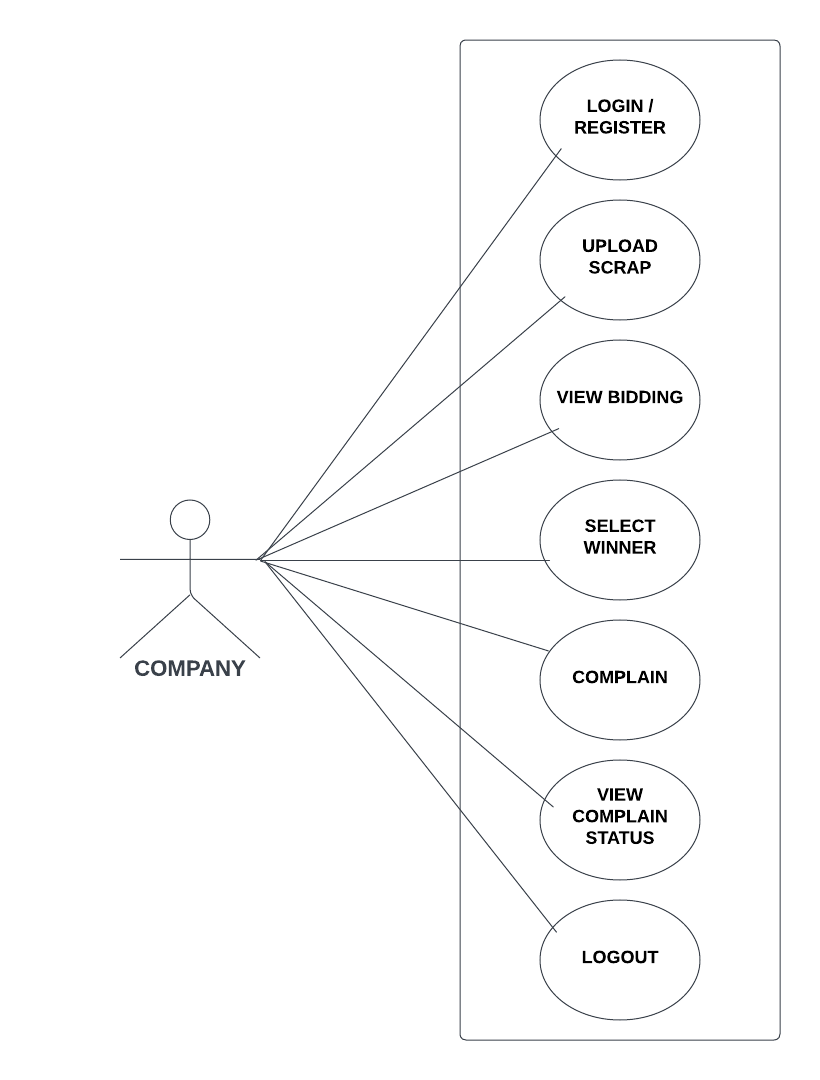 LOGIN /
REGISTER
UPLOAD
SCRAP
VIEW BIDDING
SELECT
WINNER
COMPANY
COMPLAIN
VIEW
COMPLAIN
STATUS
LOGOUT